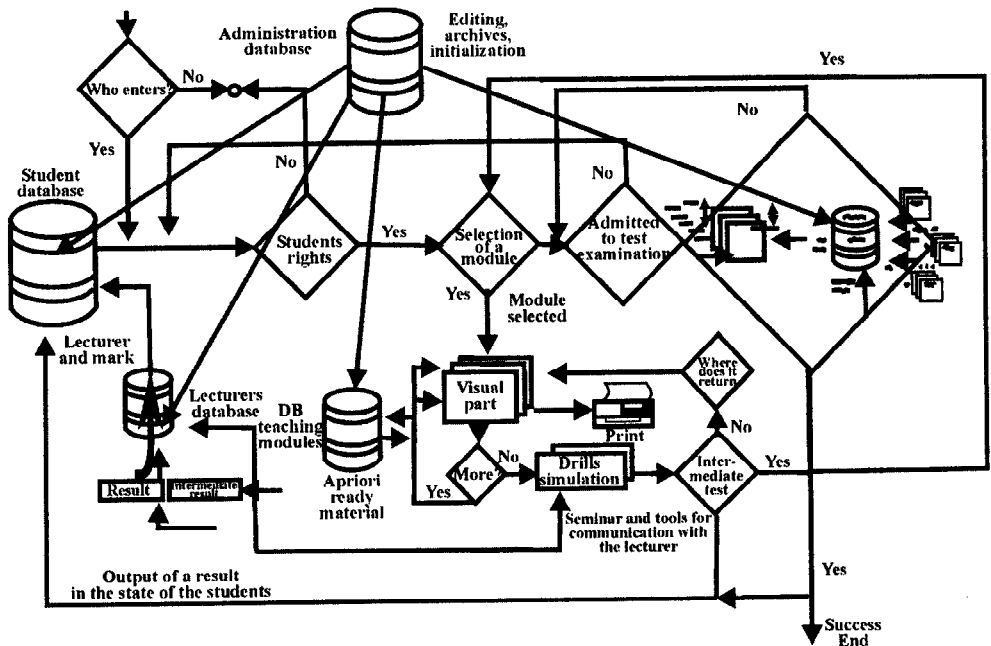 Administration
database
Editing,
archives,
initialization
Yes
Who enters?
No
No
Yes
No
No
Student
database
Students
rights
Yes
Selection
of a
module
Admitted
to test
examination
Yes
Module
selected
Lecturer
and mark
Where
does it
return
Lecturers
database
DB
teaching
modules
Visual
part
Print
No
More?
No
Drills
simulation
Inter-
mediate
test
Yes
Result
Intermediate
result
Apriori
ready
material
Yes
Seminar and tools for
communication with
the lecturer
Output of a result
in the state of the students
Yes
Success
End